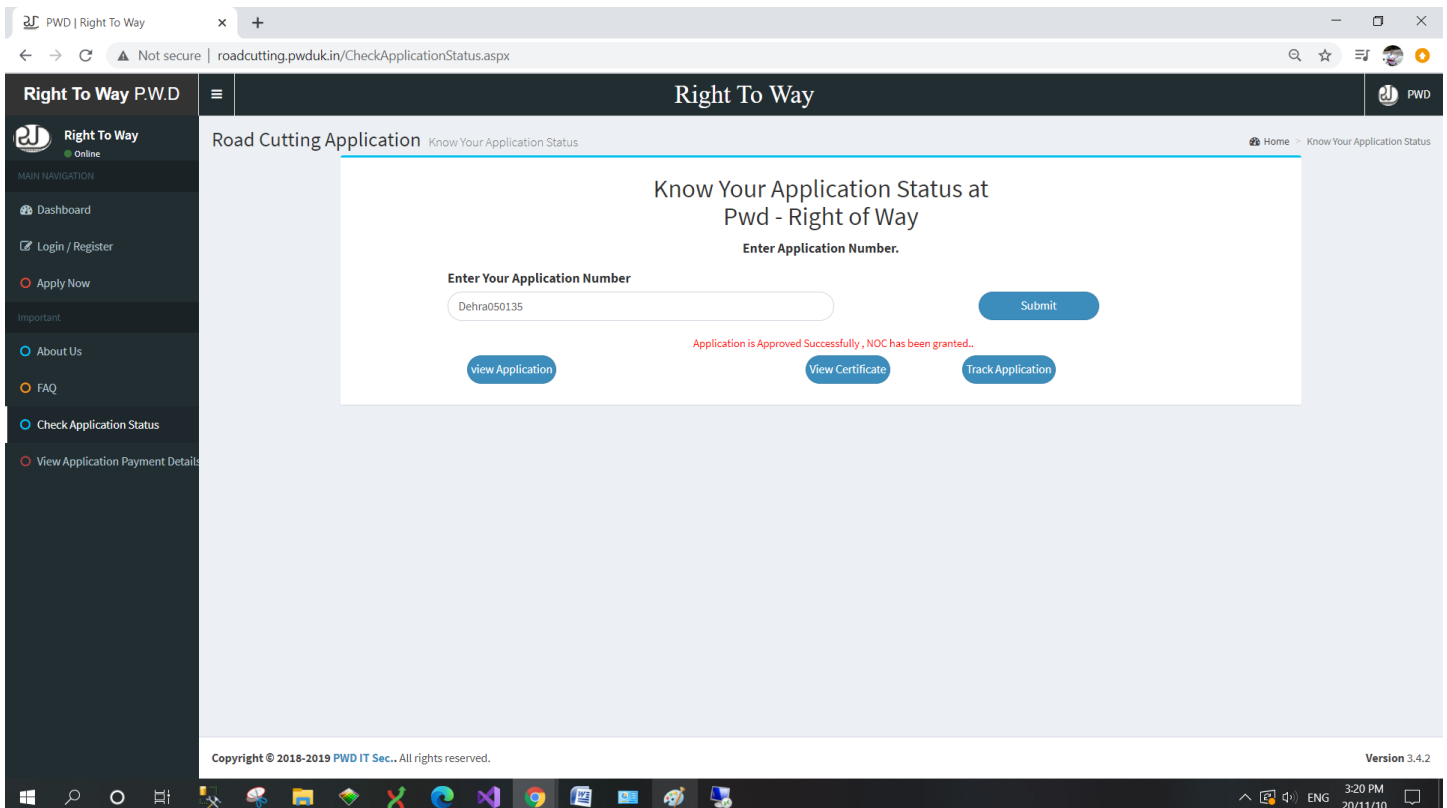 PWD | Right To Way
Not secure | roadcutting.pwduk.in/CheckApplicationStatus.aspx
Right To Way P.W.D
Right To Way
PWD
Right To Way
Online
Road Cutting Application Know Your Application Status
Home > Know Your Application Status
MAIN NAVIGATION
Dashboard
Login / Register
Apply Now
Important
About Us
FAQ
Check Application Status
View Application Payment Details
Know Your Application Status at
Pwd - Right of Way
Enter Application Number.
Enter Your Application Number
Dehra050135
Submit
Application is Approved Successfully , NOC has been granted..
view Application
View Certificate
Track Application
Copyright © 2018-2019 PWD IT Sec.. All rights reserved.
Version 3.4.2
ENG
3:20 PM
20/11/10